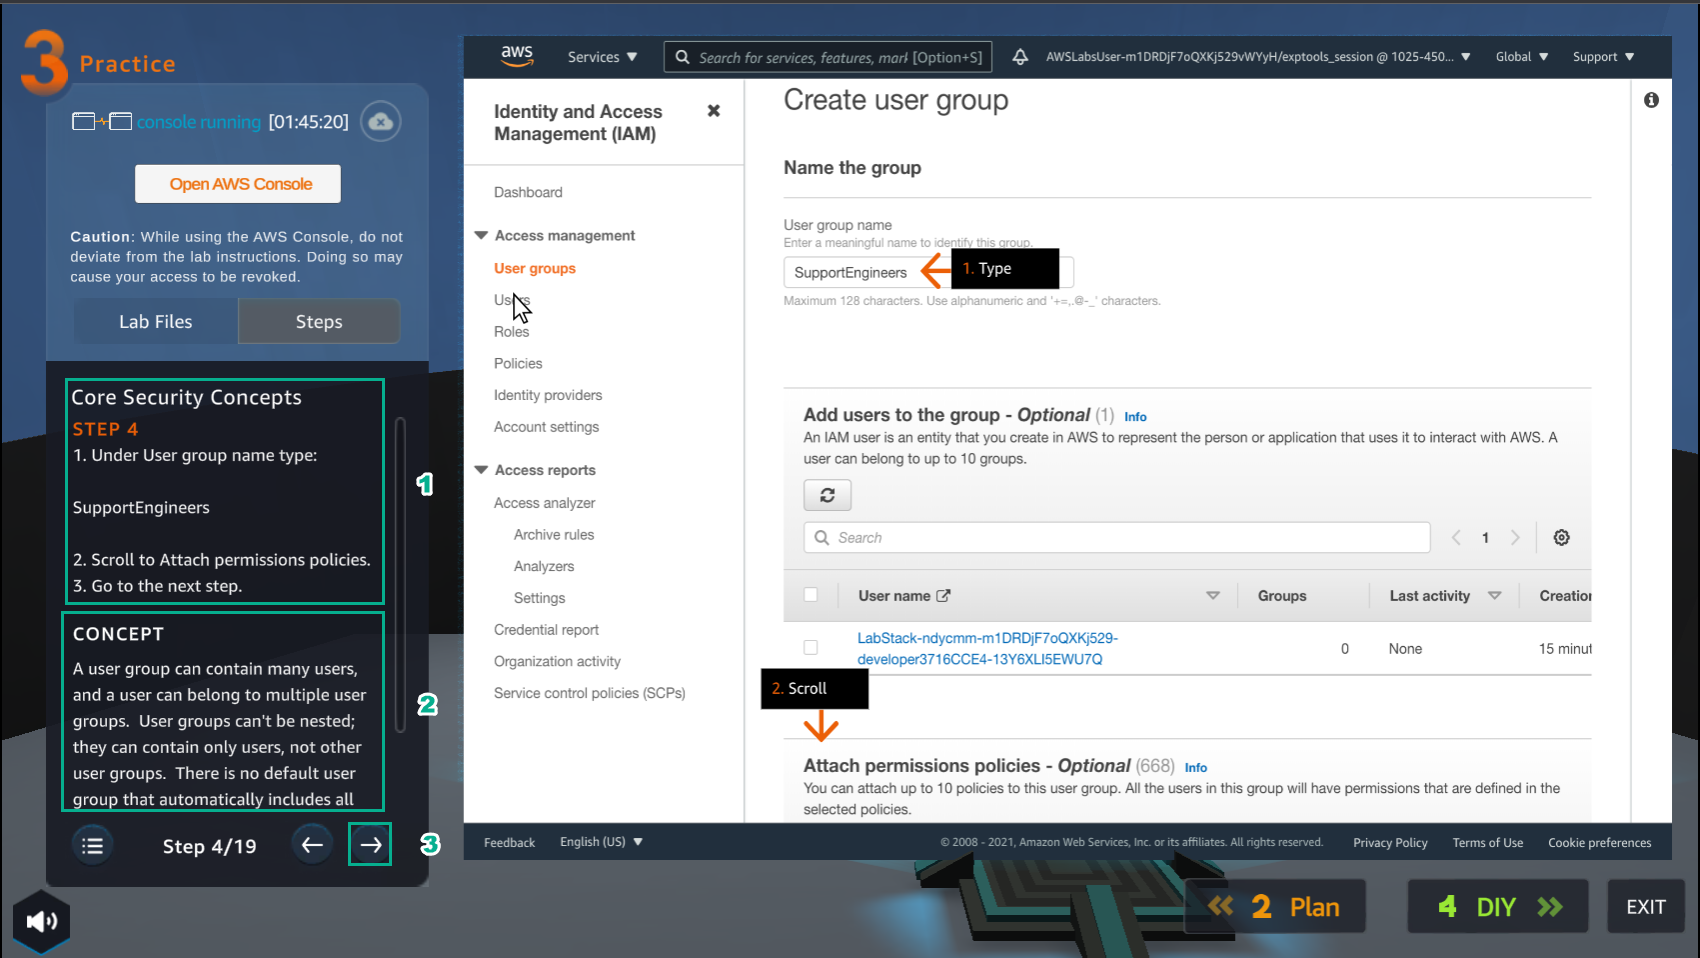 3 Practice
console running [01:45:20]
Open AWS Console
Caution: While using the AWS Console, do not
deviate from the lab instructions. Doing so may
cause your access to be revoked.
Lab Files
Steps
Core Security Concepts
STEP 4
1. Under User group name type:
SupportEngineers
2. Scroll to Attach permissions policies.
3. Go to the next step.
1
CONCEPT
A user group can contain many users,
and a user can belong to multiple user
groups. User groups can't be nested;
they can contain only users, not other
user groups. There is no default user
group that automatically includes all
2
Step 4/19
3
aws
Services
Search for services, features, mark [Option+S]
AWSLabsUser-m1DRDjF7oQXKj529vWYyH/exptools_session @ 1025-450...
Global
Support
Identity and Access
Management (IAM)
Dashboard
Access management
User groups
Users
Roles
Policies
Identity providers
Account settings
Access reports
Access analyzer
Archive rules
Analyzers
Settings
Credential report
Organization activity
Service control policies (SCPs)
Create user group
Name the group
User group name
Enter a meaningful name to identify this group.
SupportEngineers
1. Type
Maximum 128 characters. Use alphanumeric and '+=,.@-_' characters.
Add users to the group - Optional (1) Info
An IAM user is an entity that you create in AWS to represent the person or application that uses it to interact with AWS. A
user can belong to up to 10 groups.
Search
1
User name
Groups
Last activity
Creation
LabStack-ndycmm-m1DRDjF7oQXKj529-
developer3716CCE4-13Y6XLI5EWU7Q
0
None
15 minut
2. Scroll
Attach permissions policies - Optional (668) Info
You can attach up to 10 policies to this user group. All the users in this group will have permissions that are defined in the
selected policies.
Feedback
English (US)
© 2008 - 2021, Amazon Web Services, Inc. or its affiliates. All rights reserved.
Privacy Policy
Terms of Use
Cookie preferences
2 Plan
4 DIY
EXIT